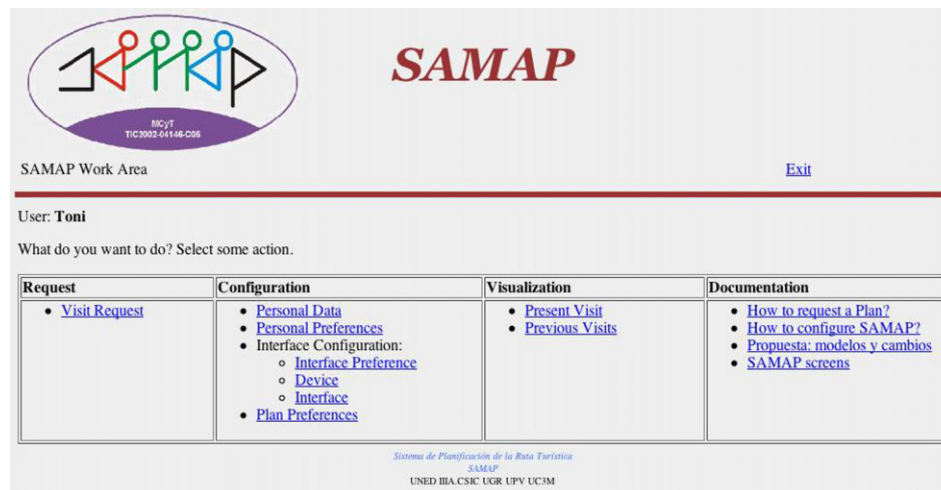 SAMAP
MCyT
TIC2002-04146-C05
SAMAP Work Area
Exit
User: Toni
What do you want to do? Select some action.
Request
Visit Request
Configuration
Personal Data
Personal Preferences
Interface Configuration:
Interface Preference
Device
Interface
Plan Preferences
Visualization
Present Visit
Previous Visits
Documentation
How to request a Plan?
How to configure SAMAP?
Propuesta: modelos y cambios
SAMAP screens
Sistema de Planificación de la Ruta Turística
SAMAP
UNED IIIA.CSIC UGR UPV UC3M